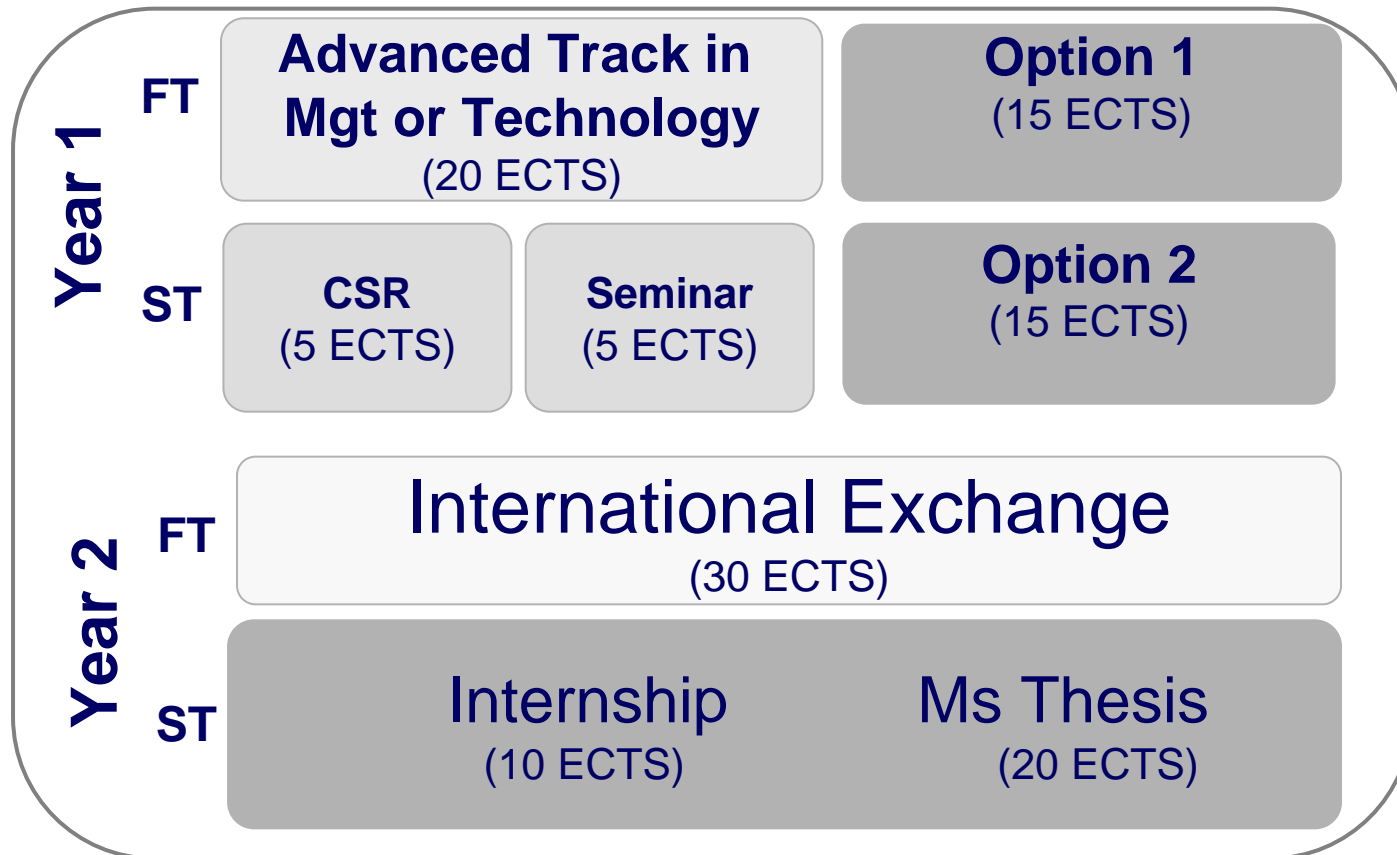 Year 1
FT
Advanced Track in
Mgt or Technology
(20 ECTS)
Option 1
(15 ECTS)
ST
CSR
(5 ECTS)
Seminar
(5 ECTS)
Option 2
(15 ECTS)
Year 2
FT
International Exchange
(30 ECTS)
ST
Internship
(10 ECTS)
Ms Thesis
(20 ECTS)